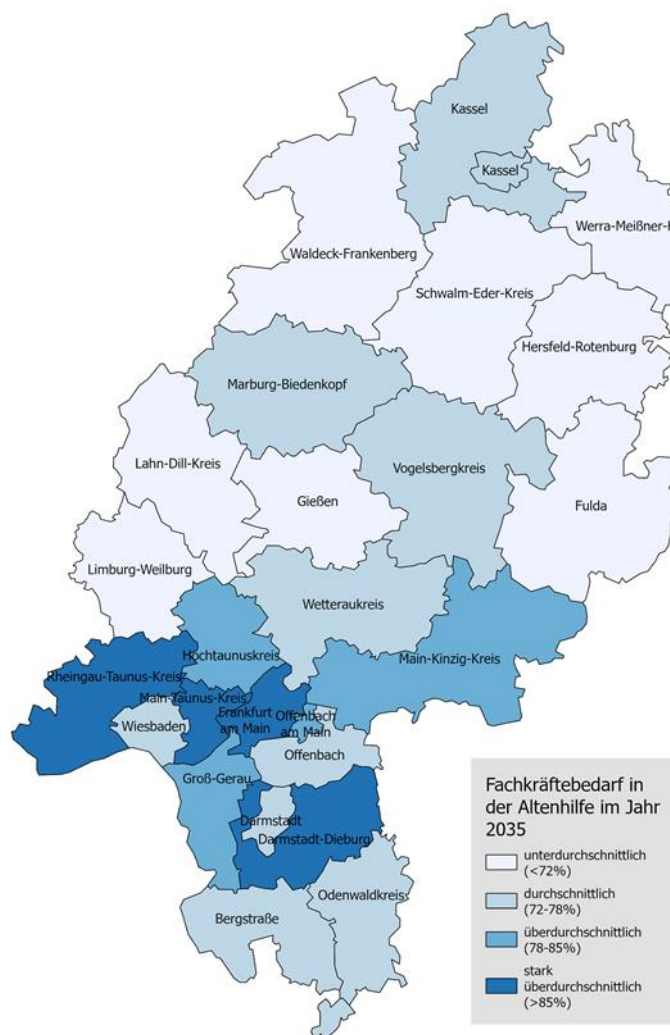 Kassel
Kassel
Werra-Meißner-
Waldeck-Frankenberg
Schwalm-Eder-Kreis
Hersfeld-Rotenburg
Marburg-Biedenkopf
Lahn-Dill-Kreis
Vogelsbergkreis
Gießen
Fulda
Limburg-Weilburg
Wetteraukreis
Hochtaunuskreis
Main-Kinzig-Kreis
Rheingau-Taunus-Kreis
Main-Taunus-Kreis
Frankfurt
am Main
Offenbach
am Main
Wiesbaden
Offenbach
Groß-Gerau
Darmstadt
Darmstadt-Dieburg
Odenwaldkreis
Bergstraße
Fachkräftebedarf in
der Altenhilfe im Jahr
2035
unterdurchschnittlich
(<72%)
durchschnittlich
(72-78%)
überdurchschnittlich
(78-85%)
stark
überdurchschnittlich
(>85%)